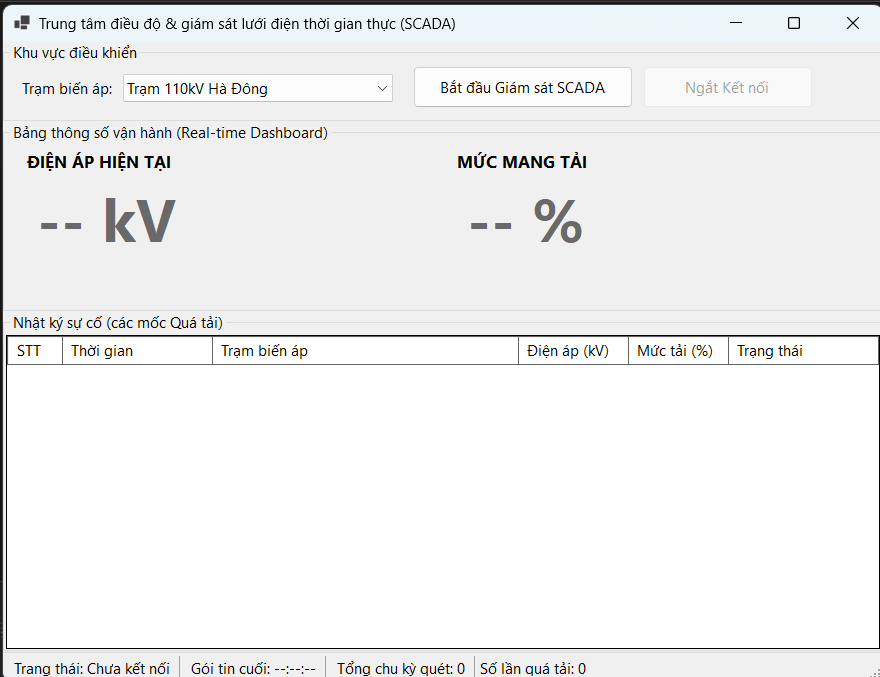 Trung tâm điều độ & giám sát lưới điện thời gian thực (SCADA)
Khu vực điều khiển
Trạm biến áp: Trạm 110kV Hà Đông Bắt đầu Giám sát SCADA Ngắt Kết nối
Bảng thông số vận hành (Real-time Dashboard)
ĐIỆN ÁP HIỆN TẠI MỨC MANG TẢI
-- kV -- %
Nhật ký sự cố (các mốc Quá tải)
STT Thời gian Trạm biến áp Điện áp (kV) Mức tải (%) Trạng thái
Trang thái: Chưa kết nối Gói tin cuối: --:--:-- Tổng chu kỳ quét: 0 Số lần quá tải: 0